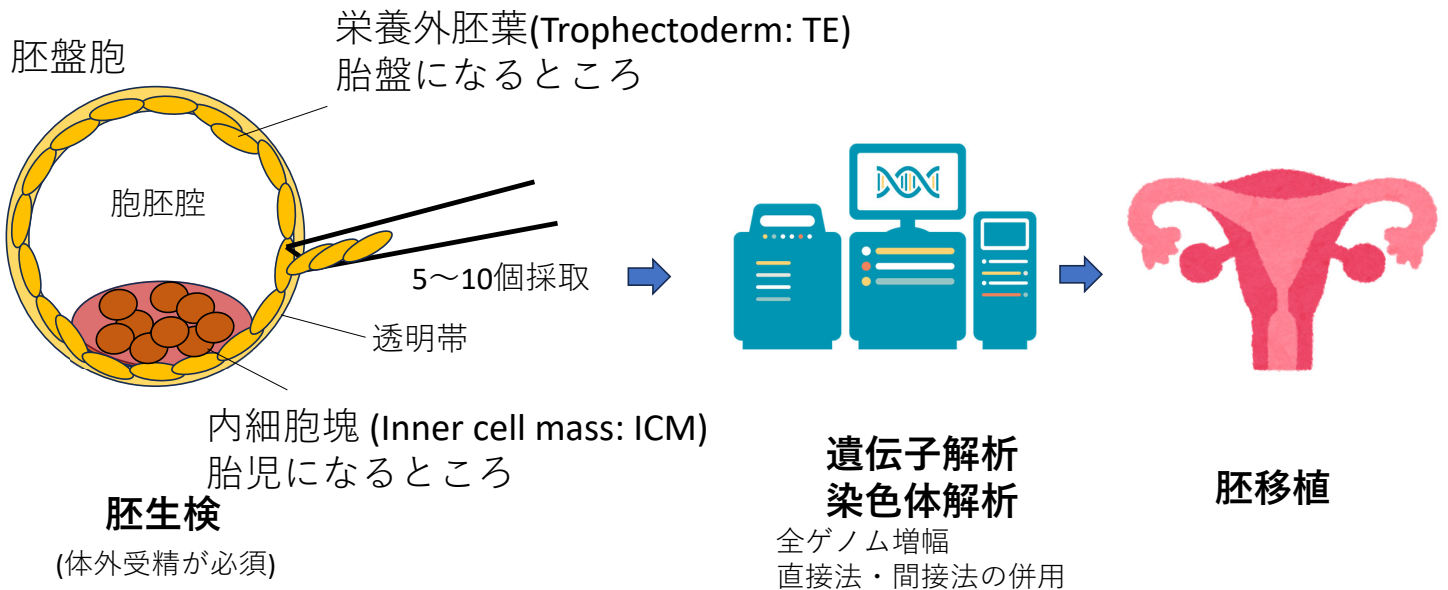 胚盤胞
栄養外胚葉(Trophectoderm: TE)
胎盤になるところ
胞胚腔
5～10個採取
透明帯
内細胞塊 (Inner cell mass: ICM)
胎児になるところ
胚生検
(体外受精が必須)
遺伝子解析
染色体解析
全ゲノム増幅
直接法・間接法の併用
胚移植